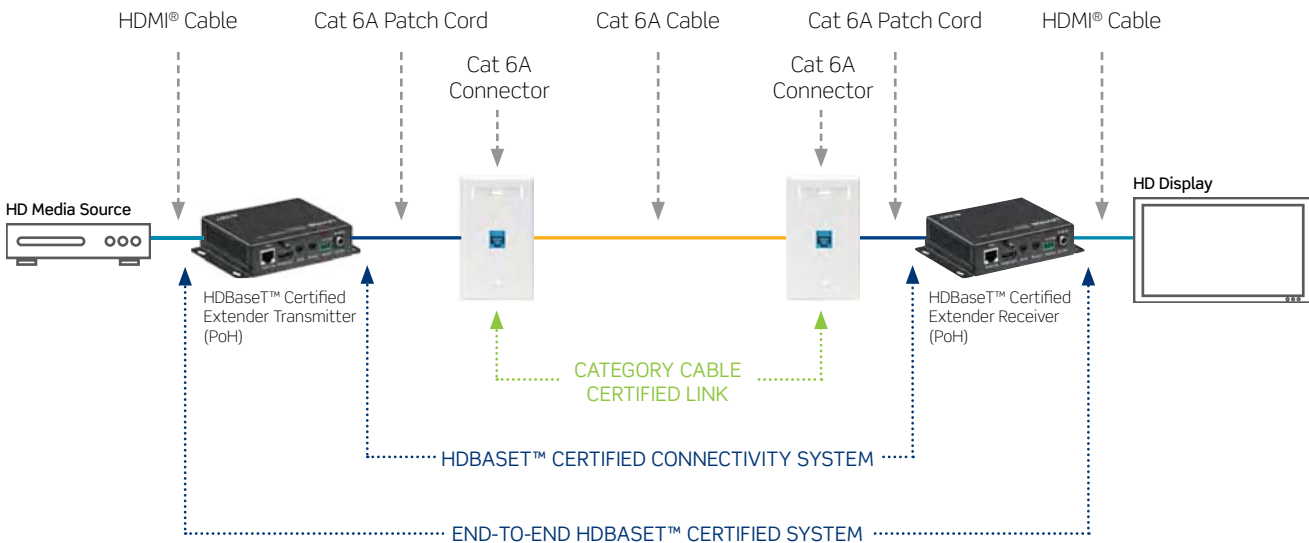 HDMI® Cable
Cat 6A Patch Cord
Cat 6A Cable
Cat 6A Patch Cord
HDMI® Cable
Cat 6A
Connector
Cat 6A
Connector
HD Media Source
HD Display
HDBaseT™ Certified
Extender Transmitter
(PoH)
HDBaseT™ Certified
Extender Receiver
(PoH)
CATEGORY CABLE
CERTIFIED LINK
HDBASET™ CERTIFIED CONNECTIVITY SYSTEM
END-TO-END HDBASET™ CERTIFIED SYSTEM